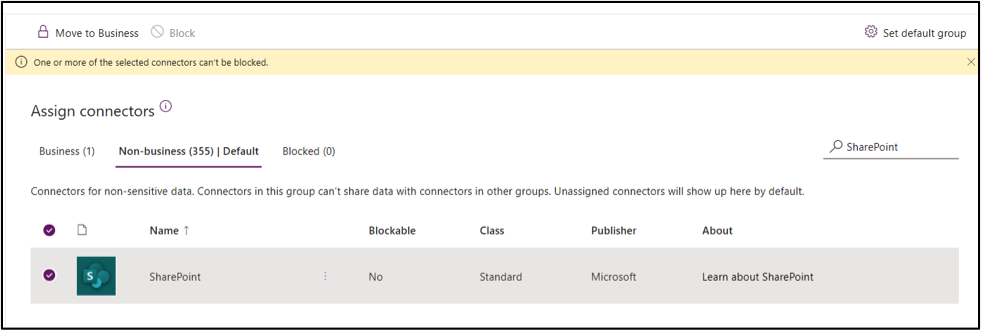 Move to Business Block Set default group
One or more of the selected connectors can't be blocked.
Assign connectors
Business (1) Non-business (355) | Default Blocked (0) SharePoint
Connectors for non-sensitive data. Connectors in this group can't share data with connectors in other groups. Unassigned connectors will show up here by default.
Name ↑ Blockable Class Publisher About
S SharePoint No Standard Microsoft Learn about SharePoint